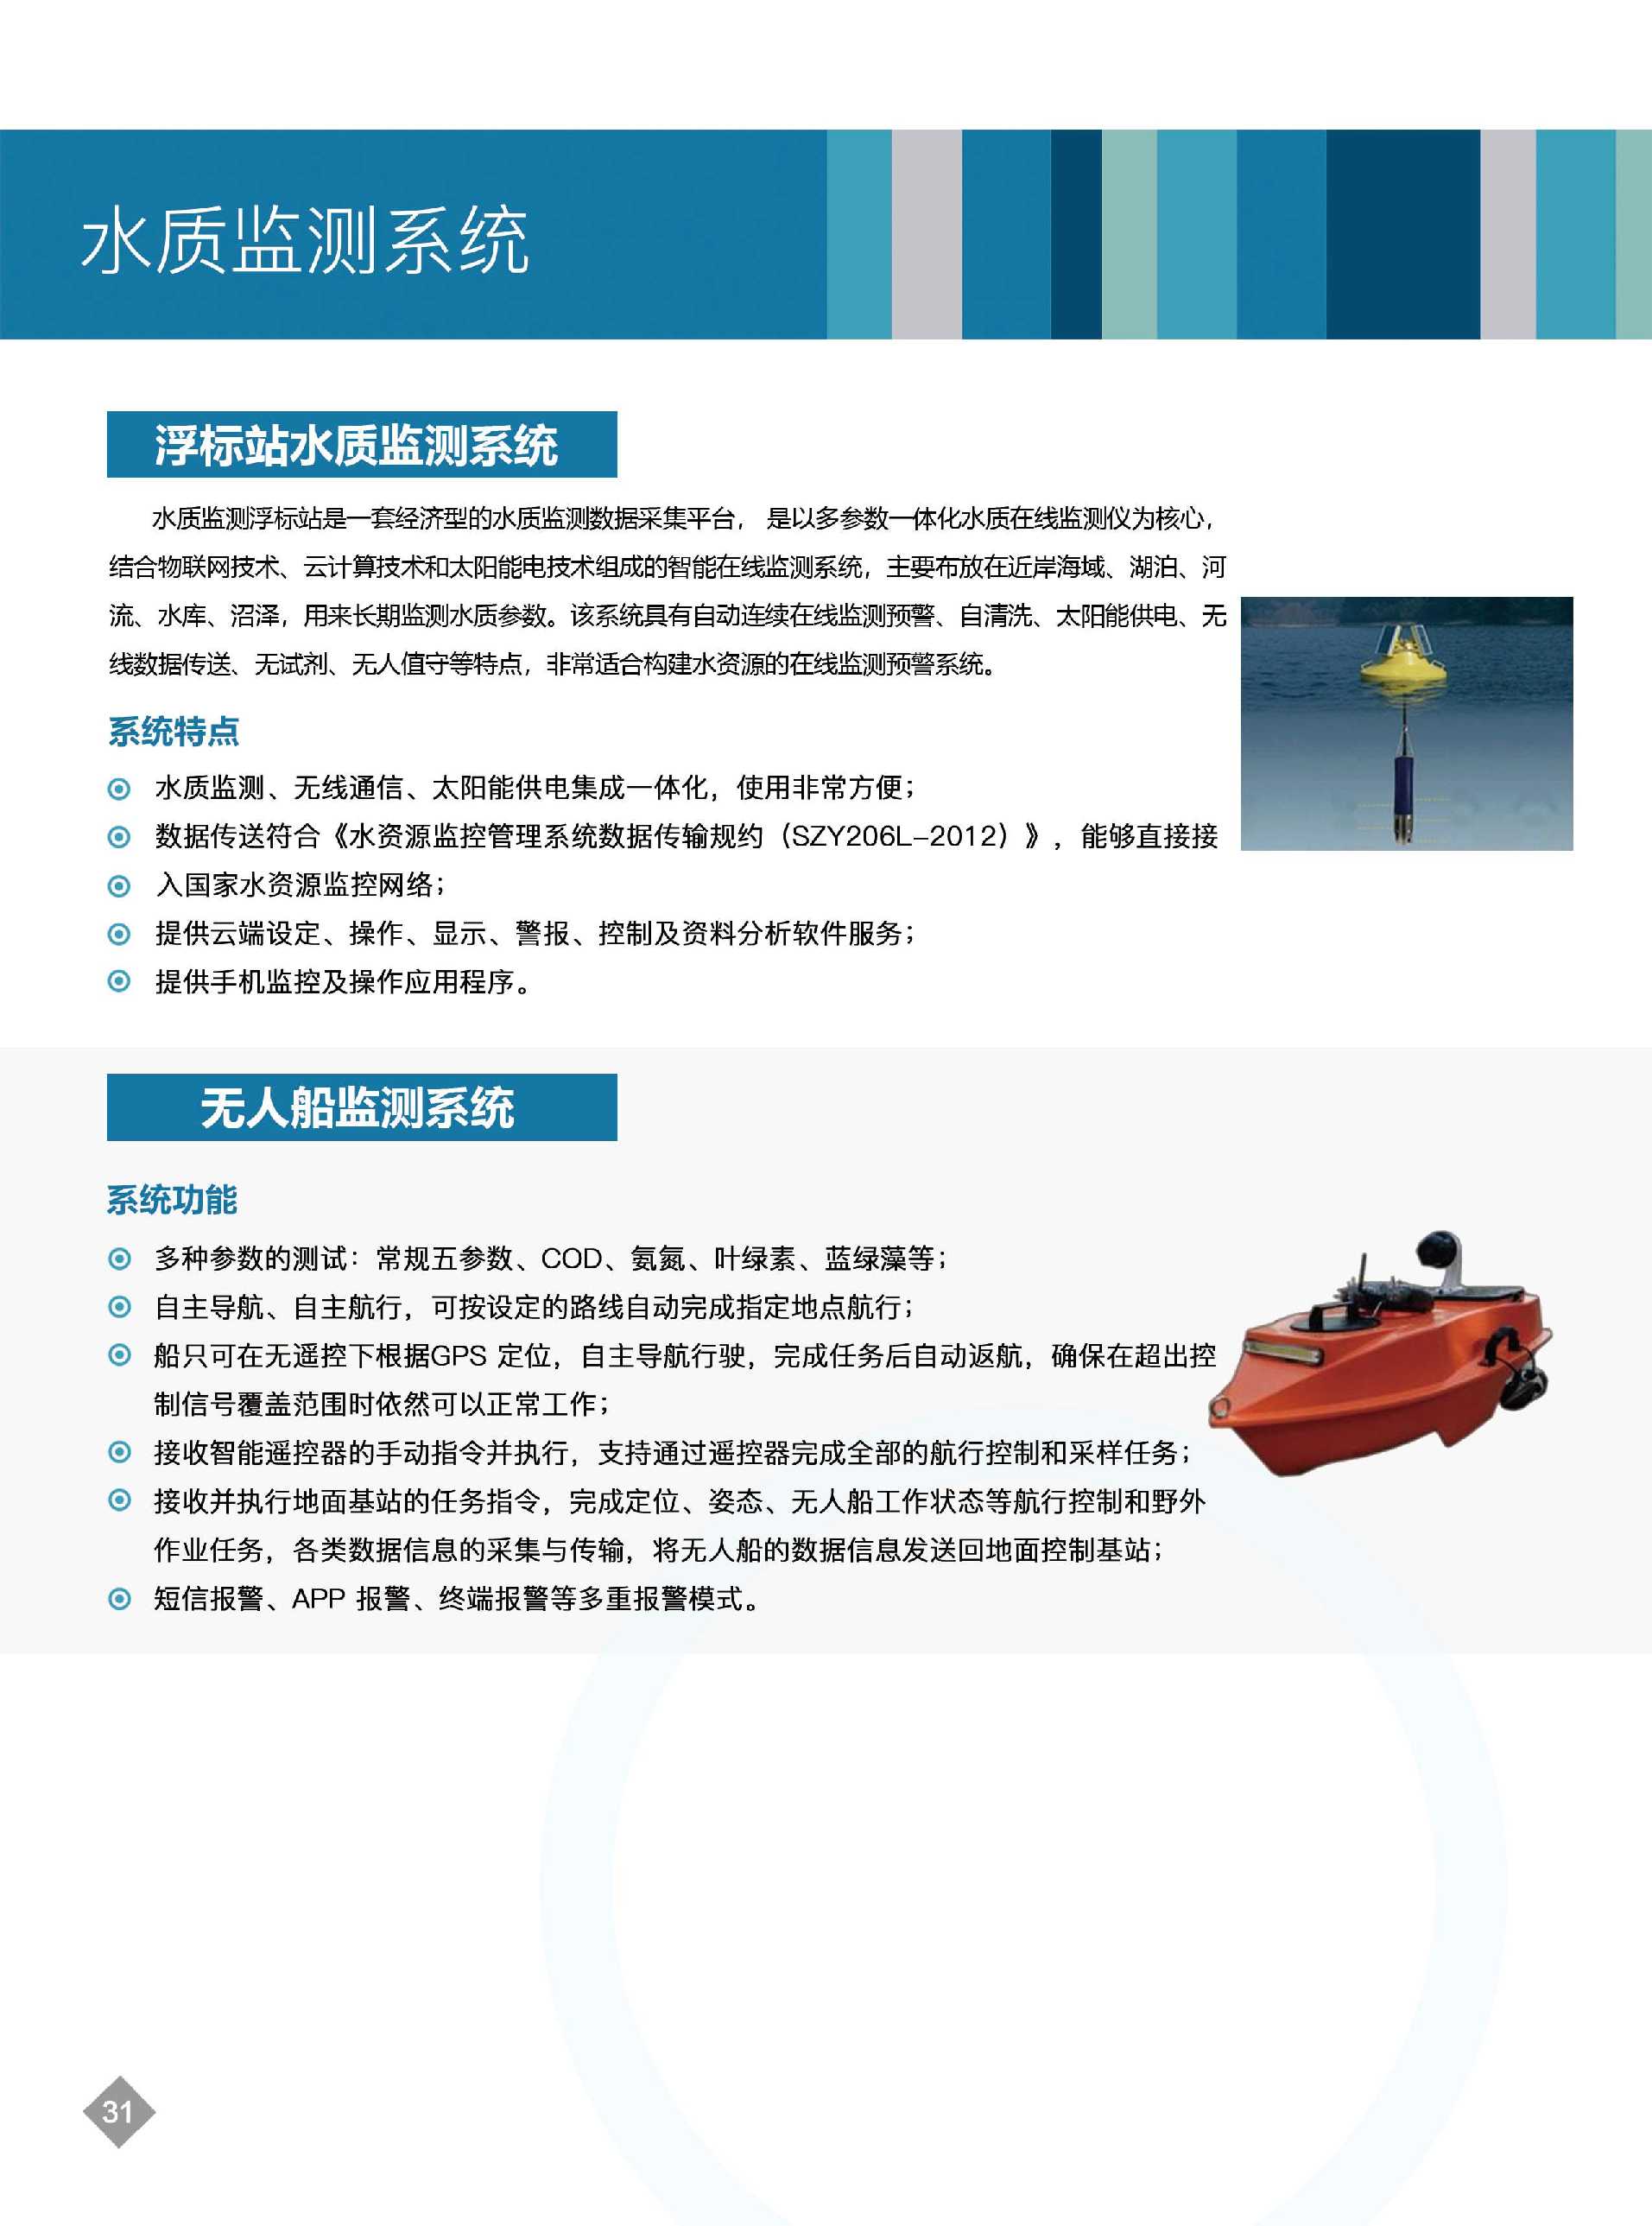 水质监测系统
浮标站水质监测系统
水质监测浮标站是一套经济型的水质监测数据采集平台， 是以多参数一体化水质在线监测仪为核心，
结合物联网技术、云计算技术和太阳能电技术组成的智能在线监测系统，主要布放在近岸海域、湖泊、河
流、水库、沼泽，用来长期监测水质参数。该系统具有自动连续在线监测预警、自清洗、太阳能供电、无
线数据传送、无试剂、无人值守等特点，非常适合构建水资源的在线监测预警系统。
系统特点
水质监测、无线通信、太阳能供电集成一体化，使用非常方便；
数据传送符合《水资源监控管理系统数据传输规约（SZY206L-2012）》，能够直接接
入国家水资源监控网络；
提供云端设定、操作、显示、警报、控制及资料分析软件服务；
提供手机监控及操作应用程序。
无人船监测系统
系统功能
多种参数的测试：常规五参数、COD、氨氮、叶绿素、蓝绿藻等；
自主导航、自主航行，可按设定的路线自动完成指定地点航行；
船只可在无遥控下根据GPS 定位，自主导航行驶，完成任务后自动返航，确保在超出控
制信号覆盖范围时依然可以正常工作；
接收智能遥控器的手动指令并执行，支持通过遥控器完成全部的航行控制和采样任务；
接收并执行地面基站的任务指令，完成定位、姿态、无人船工作状态等航行控制和野外
作业任务，各类数据信息的采集与传输，将无人船的数据信息发送回地面控制基站；
短信报警、APP 报警、终端报警等多重报警模式。
31